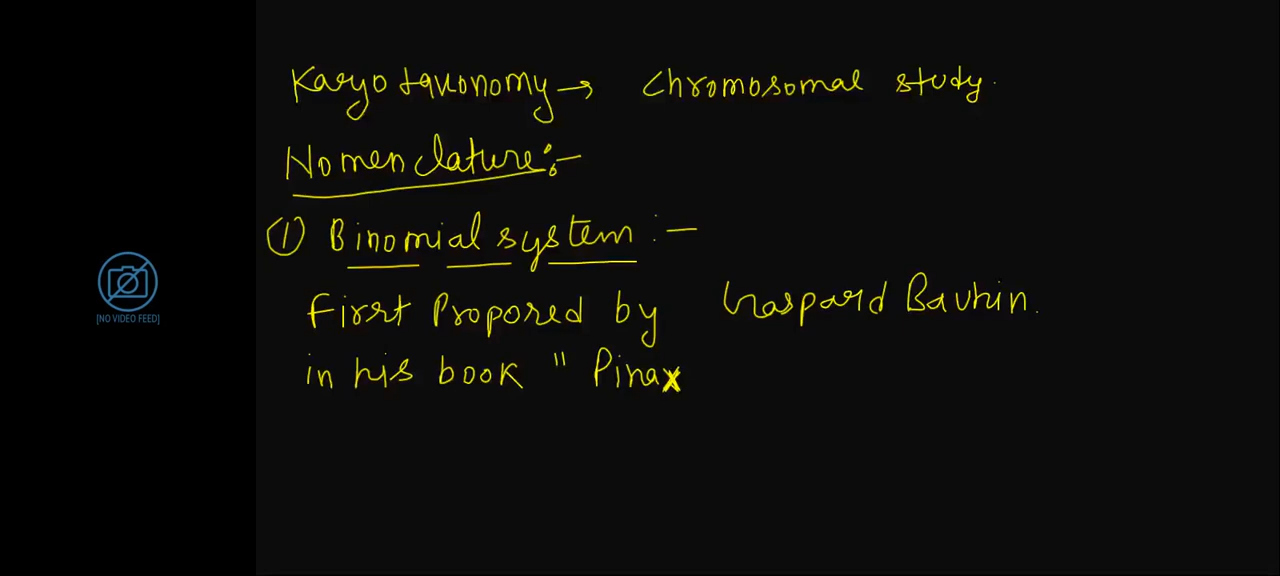 Karyotaxonomy → Chromosomal study.
Nomenclature:-
① Binomial system :-
First Proposed by Gaspard Bauhin.
in his book " Pinax
[NO VIDEO FEED]